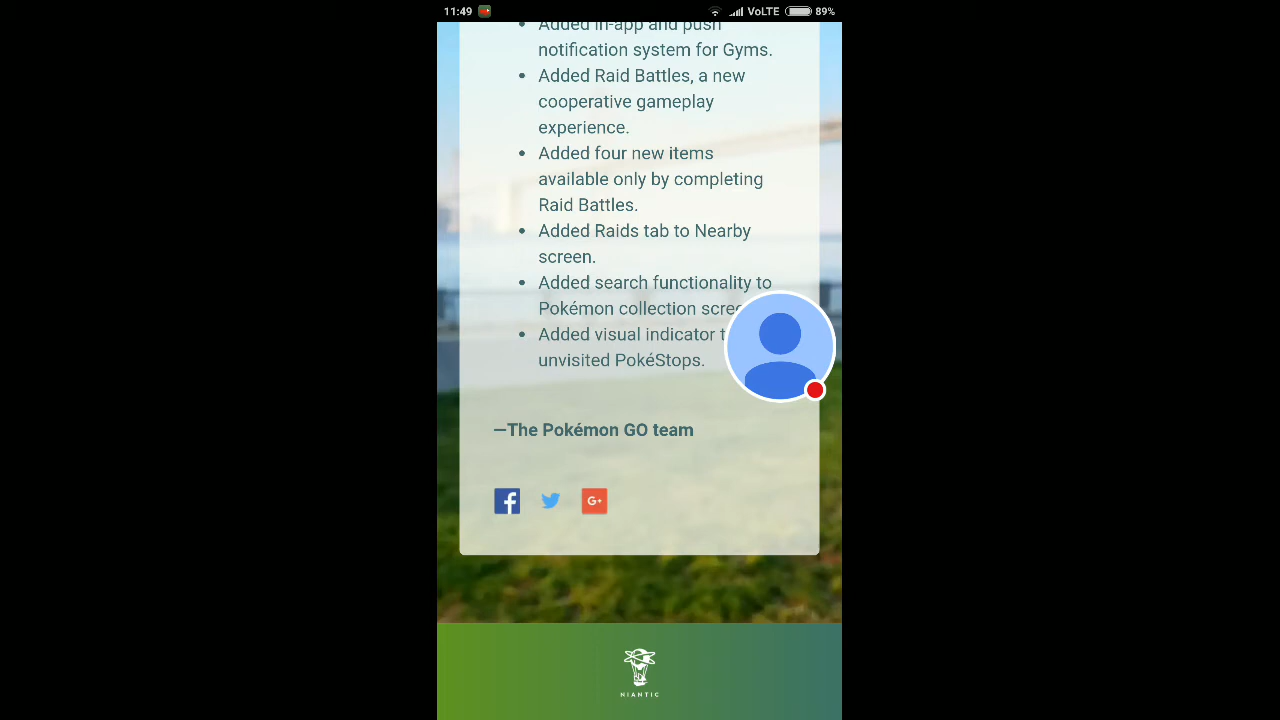 11:49 VoLTE 89%
Added in-app and push
notification system for Gyms.
Added Raid Battles, a new
cooperative gameplay
experience.
Added four new items
available only by completing
Raid Battles.
Added Raids tab to Nearby
screen.
Added search functionality to
Pokémon collection
Added visual indicator
unvisited PokéStops.
—The Pokémon GO team
f
G+
NIANTIC